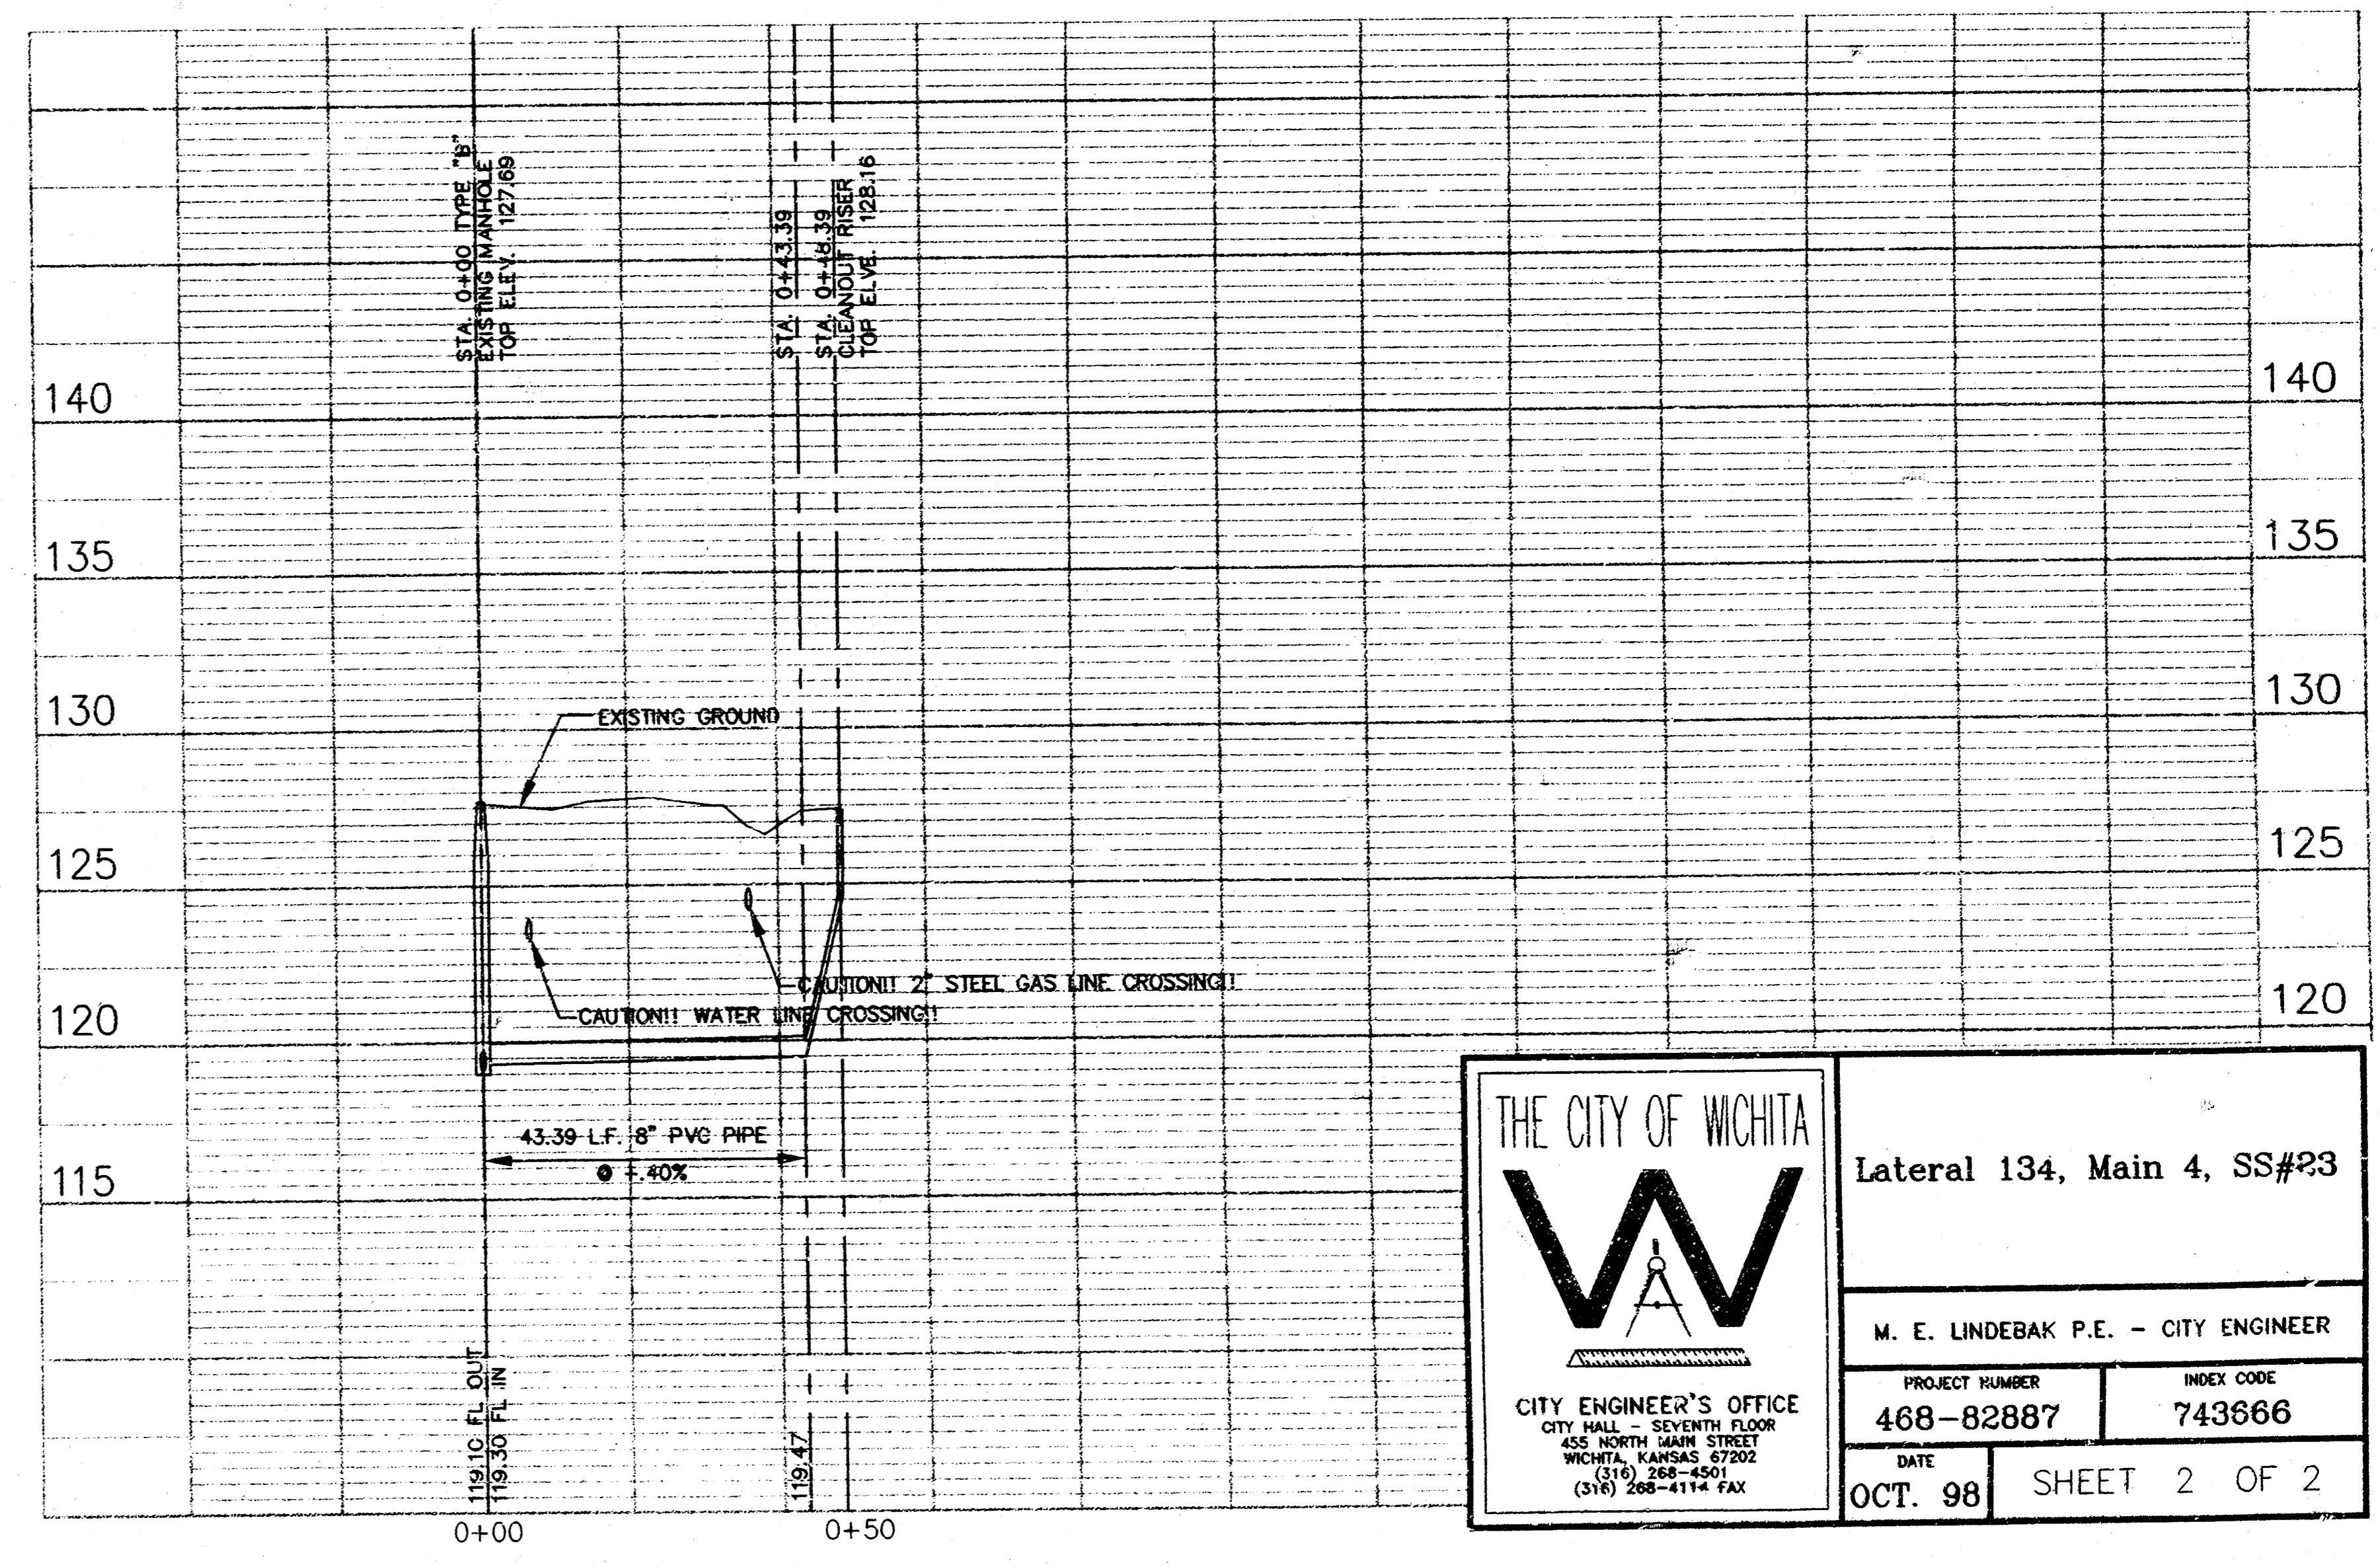 STA. 0+00 TYPE "B"
EXISTING MANHOLE
TOP ELEV. 127.69
STA. 0+43.39
STA. 0+48.39
CLEANOUT RISER
TOP ELVE. 128.16
140
140
135
135
130
130
EXISTING GROUND
125
125
CAUTION!! 2" STEEL GAS LINE CROSSING!!
CAUTION!! WATER LINE CROSSING!!
120
120
43.39 L.F. 8" PVC PIPE
@ +.40%
115
119.10 FL OUT
119.30 FL IN
119.47
0+00
0+50
THE CITY OF WICHITA
CITY ENGINEER'S OFFICE
CITY HALL - SEVENTH FLOOR
455 NORTH MAIN STREET
WICHITA, KANSAS 67202
(316) 268-4501
(316) 268-4114 FAX
Lateral 134, Main 4, SS#23
M. E. LINDEBAK P.E. - CITY ENGINEER
PROJECT NUMBER
468-82887
INDEX CODE
743666
DATE
OCT. 98
SHEET 2 OF 2